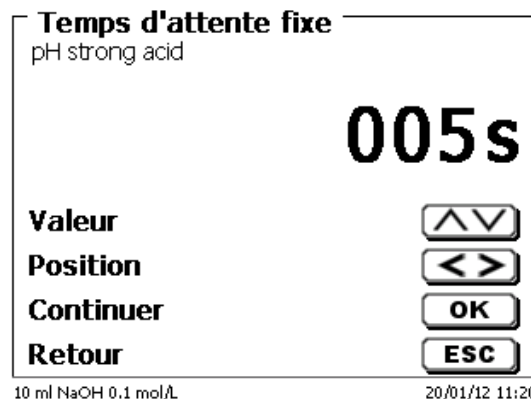 Temps d'attente fixe
pH strong acid
005s
Valeur
Position < >
Continuer OK
Retour ESC
10 ml NaOH 0.1 mol/L 20/01/12 11:20